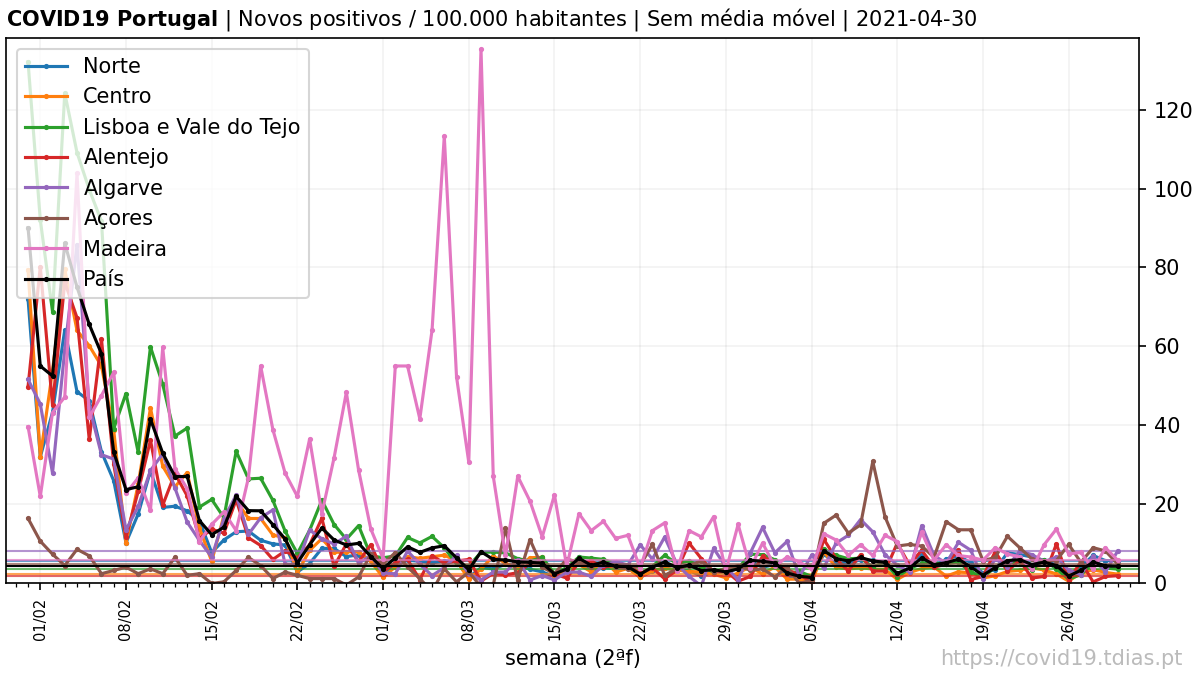 COVID19 Portugal | Novos positivos / 100.000 habitantes | Sem média móvel | 2021-04-30
Norte
Centro
Lisboa e Vale do Tejo
Alentejo
Algarve
Açores
Madeira
País
120
100
80
60
40
20
0
01/02
08/02
15/02
22/02
01/03
08/03
15/03
22/03
29/03
05/04
12/04
19/04
26/04
semana (2ªf)
https://covid19.tdias.pt